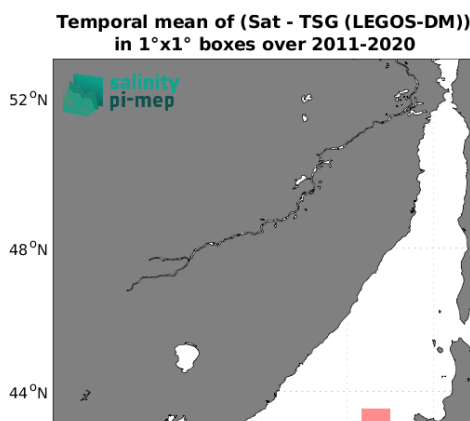 Temporal mean of (Sat - TSG (LEGOS-DM))
in 1°x1° boxes over 2011-2020
salinity
pi-mep
52°N
48°N
44°N